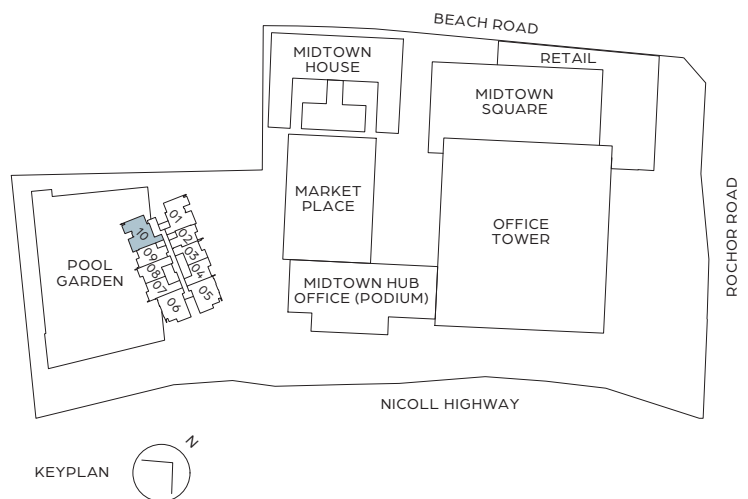 BEACH ROAD
MIDTOWN
HOUSE
RETAIL
MIDTOWN
SQUARE
MARKET
PLACE
OFFICE
TOWER
ROCHOR ROAD
01
10
02
09
03
08
04
07
05
06
POOL
GARDEN
MIDTOWN HUB
OFFICE (PODIUM)
NICOLL HIGHWAY
N
KEYPLAN